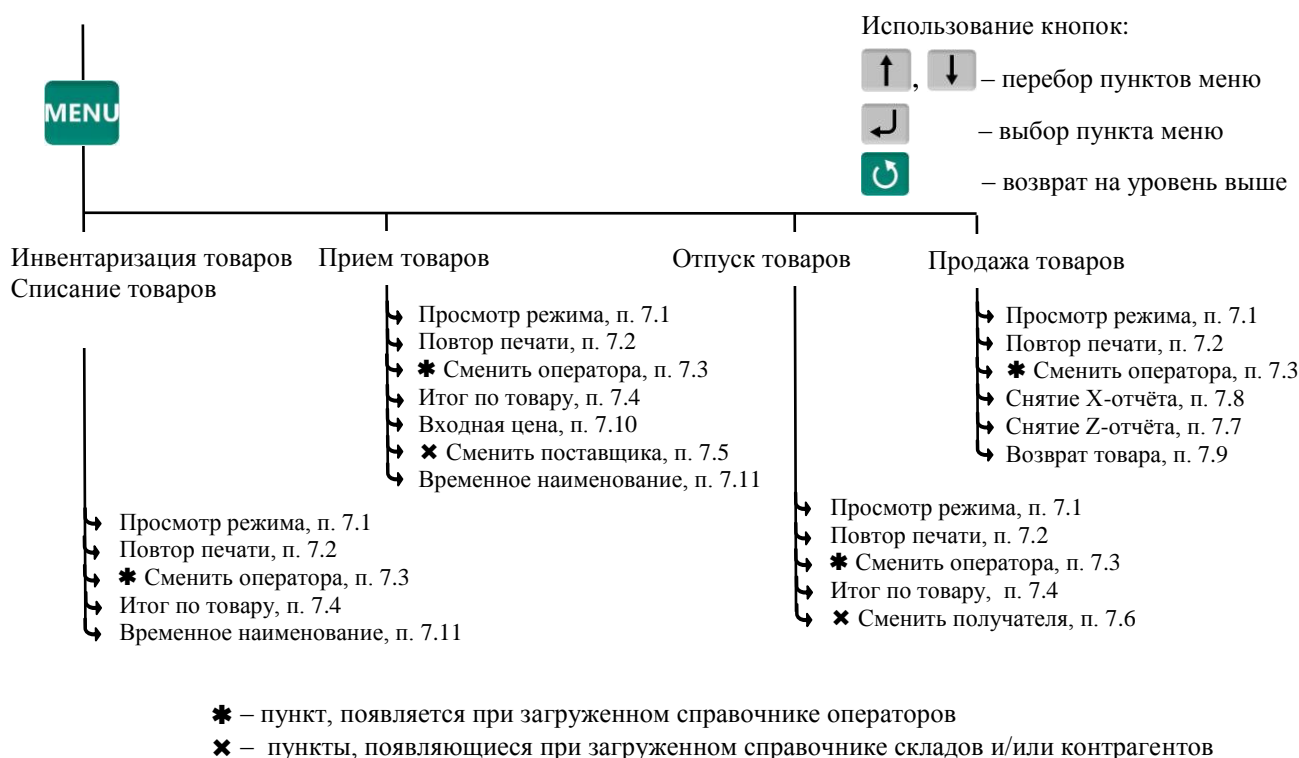 Использование кнопок:
, – перебор пунктов меню
MENU
– выбор пункта меню
– возврат на уровень выше
Инвентаризация товаров
Списание товаров
Просмотр режима, п. 7.1
Повтор печати, п. 7.2
✱ Сменить оператора, п. 7.3
Итог по товару, п. 7.4
Временное наименование, п. 7.11
Прием товаров
Просмотр режима, п. 7.1
Повтор печати, п. 7.2
✱ Сменить оператора, п. 7.3
Итог по товару, п. 7.4
Входная цена, п. 7.10
✖ Сменить поставщика, п. 7.5
Временное наименование, п. 7.11
Отпуск товаров
Просмотр режима, п. 7.1
Повтор печати, п. 7.2
✱ Сменить оператора, п. 7.3
Итог по товару, п. 7.4
✖ Сменить получателя, п. 7.6
Продажа товаров
Просмотр режима, п. 7.1
Повтор печати, п. 7.2
✱ Сменить оператора, п. 7.3
Снятие X-отчёта, п. 7.8
Снятие Z-отчёта, п. 7.7
Возврат товара, п. 7.9
✱ – пункт, появляется при загруженном справочнике операторов
✖ – пункты, появляющиеся при загруженном справочнике складов и/или контрагентов